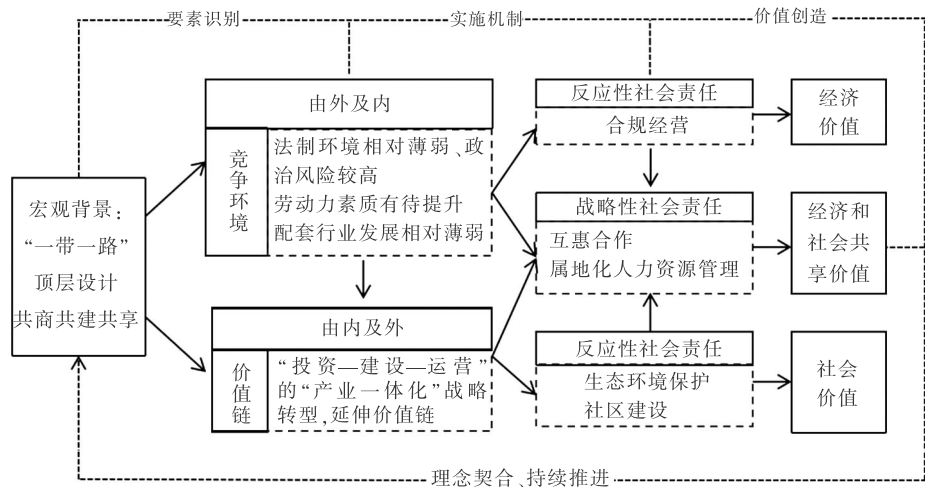 要素识别
实施机制
价值创造
宏观背景：
“一带一路”
顶层设计
共商共建共享
由外及内
竞争环境
法制环境相对薄弱、政
治风险较高
劳动力素质有待提升
配套行业发展相对薄弱
由内及外
价值链
“投资—建设—运营”
的“产业一体化”战略
转型,延伸价值链
反应性社会责任
合规经营
战略性社会责任
互惠合作
属地化人力资源管理
反应性社会责任
生态环境保护
社区建设
经济
价值
经济和
社会共
享价值
社会
价值
理念契合、持续推进